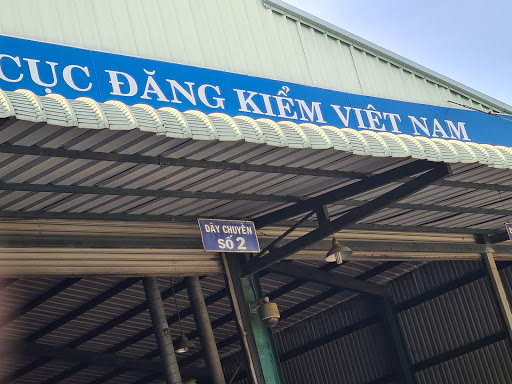 CỤC ĐĂNG KIỂM VIỆT NAM
DÂY CHUYỀN
SỐ 2